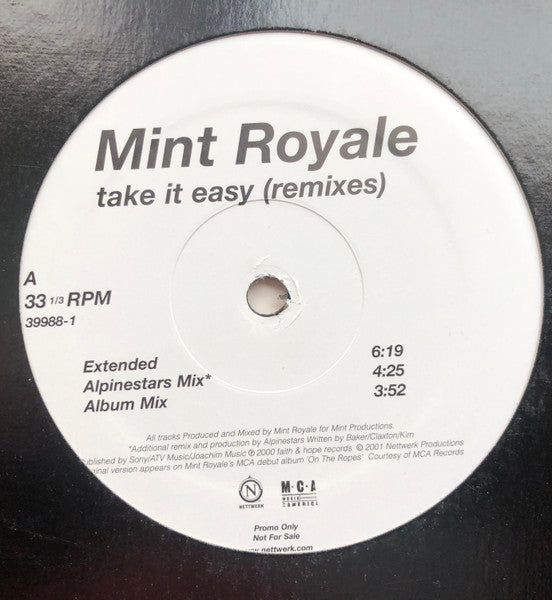 Mint Royale
take it easy (remixes)
A
33 1/3 RPM
39988-1
Extended 6:19
Alpinestars Mix* 4:25
Album Mix 3:52
All tracks Produced and Mixed by Mint Royale for Mint Productions.
*Additional remix and production by Alpinestars Written by Baker/Claxton/Kim
ublished by Sony/ATV Music/Joachim Music ℗ 2000 faith & hope records © 2001 Nettwerk Productions
ginal version appears on Mint Royale's MCA debut album 'On The Ropes' Courtesy of MCA Records
N
NETTWERK
M·C·A
MUSIC
AMERICA
Promo Only
Not For Sale
www.nettwerk.com